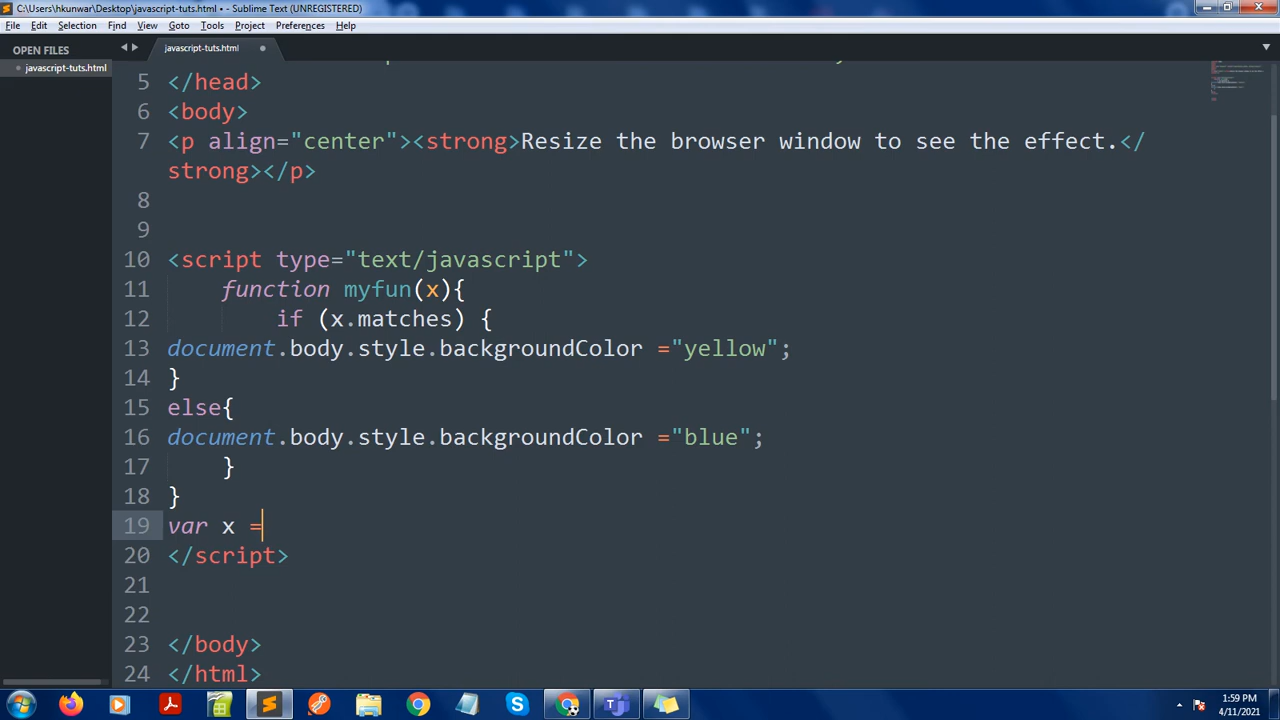 C:\Users\hkunwar\Desktop\javascript-tuts.html • - Sublime Text (UNREGISTERED)
File Edit Selection Find View Goto Tools Project Preferences Help
OPEN FILES
javascript-tuts.html
javascript-tuts.html
5 </head>
6 <body>
7 <p align="center"><strong>Resize the browser window to see the effect.</
strong></p>
8
9
10 <script type="text/javascript">
11 function myfun(x){
12 if (x.matches) {
13 document.body.style.backgroundColor ="yellow";
14 }
15 else{
16 document.body.style.backgroundColor ="blue";
17 }
18 }
19 var x =
20 </script>
21
22
23 </body>
24 </html>
1:59 PM
4/11/2021